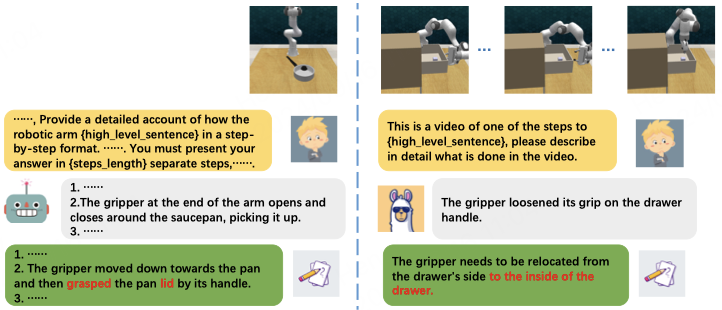 ......, Provide a detailed account of how the
robotic arm {high_level_sentence} in a step-
by-step format. ....... You must present your
answer in {steps_length} separate steps,.......
1. ......
2.The gripper at the end of the arm opens and
closes around the saucepan, picking it up.
3. ......
1. ......
2. The gripper moved down towards the pan
and then grasped the pan lid by its handle.
3. ......
... ...
This is a video of one of the steps to
{high_level_sentence}, please describe
in detail what is done in the video.
The gripper loosened its grip on the drawer
handle.
The gripper needs to be relocated from
the drawer's side to the inside of the
drawer.